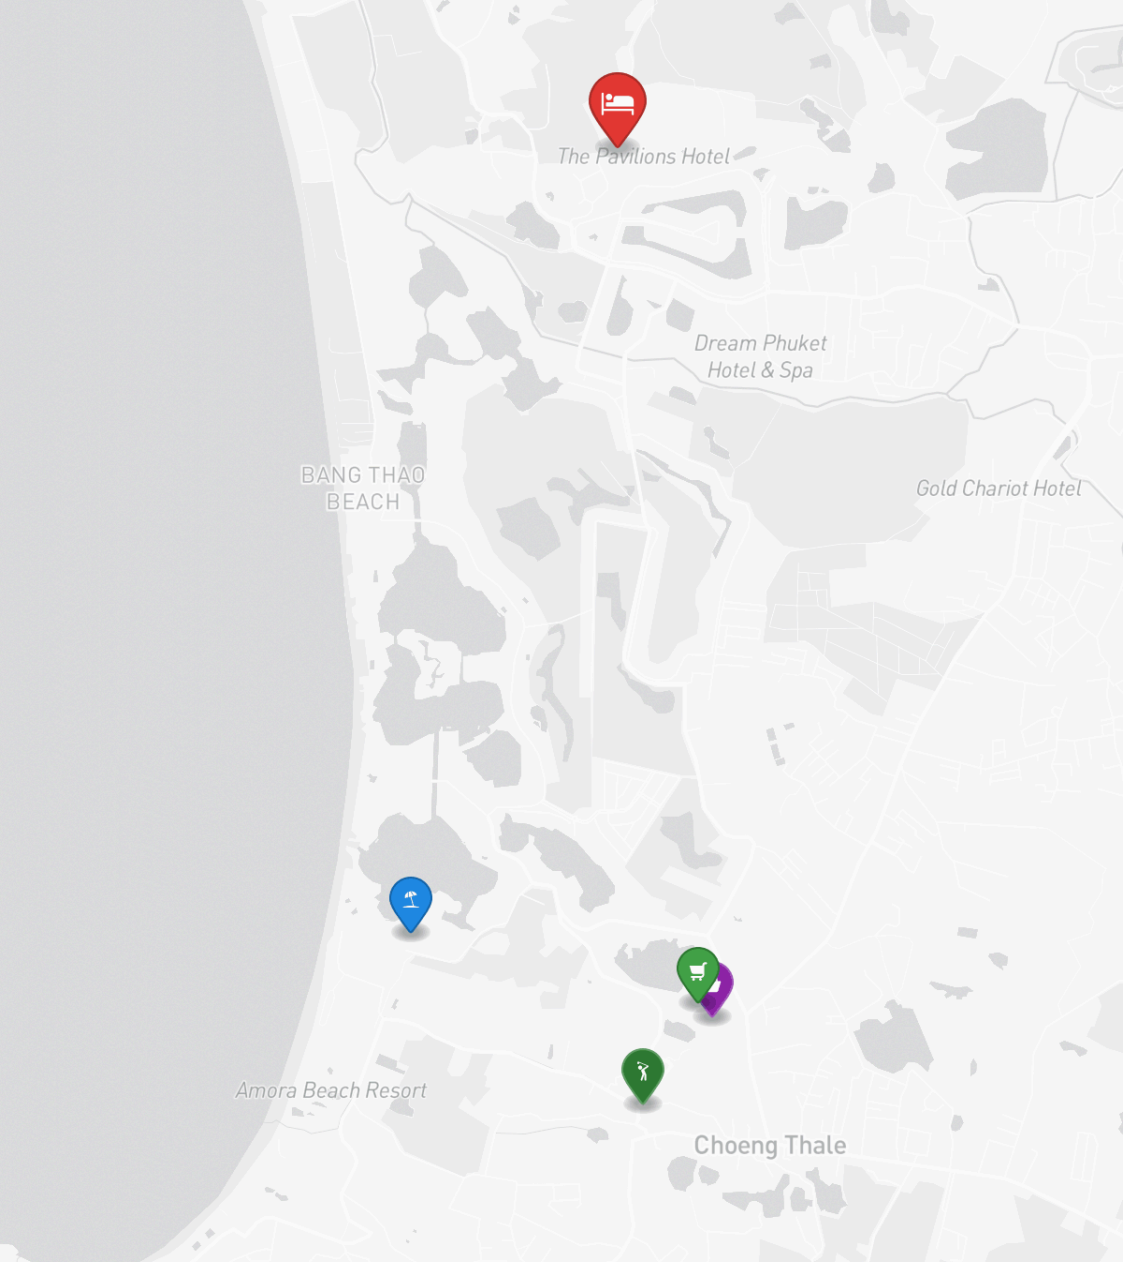 The Pavilions Hotel
Dream Phuket
Hotel & Spa
BANG THAO
BEACH
Gold Chariot Hotel
Amora Beach Resort
Choeng Thale